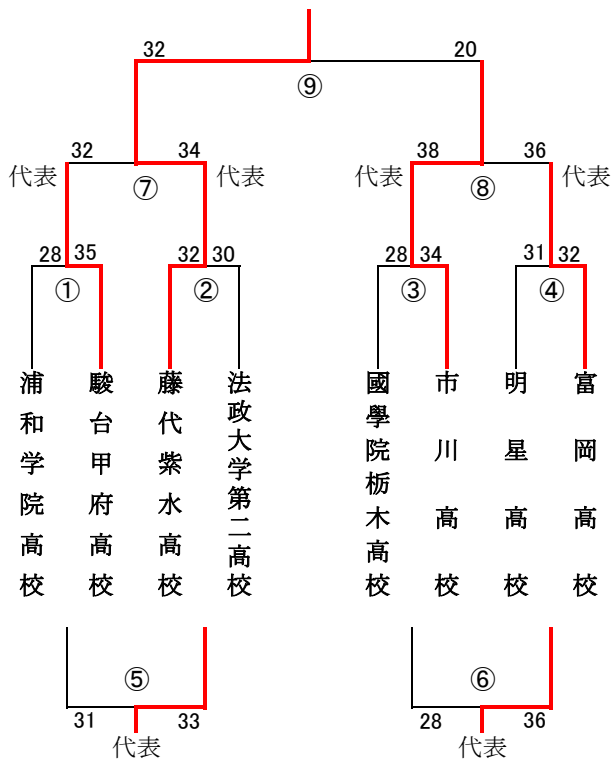 32 20
⑨
32 34 38 36
代表 ⑦ 代表 代表 ⑧ 代表
28 35 32 30 28 34 31 32
① ② ③ ④
浦和学院高校
駿台甲府高校
藤代紫水高校
法政大学第二高校
國學院栃木高校
市川高校
明星高校
富岡高校
⑤ ⑥
31 33 28 36
代表 代表